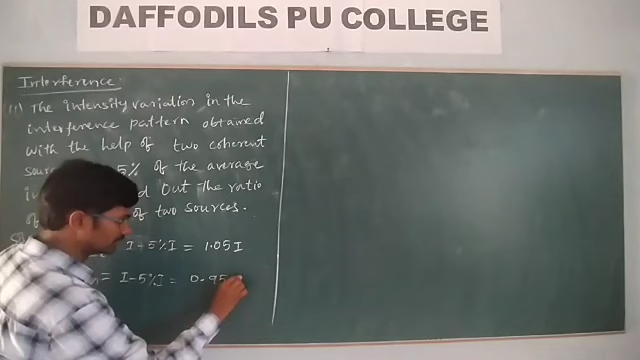 DAFFODILS PU COLLEGE
Interference:
(1) The intensity variation in the
interference pattern obtained
with the help of two coherent
5% of the average
out the ratio
of two sources.
I-5%I = 1.05I
= I-5%I = 0.95